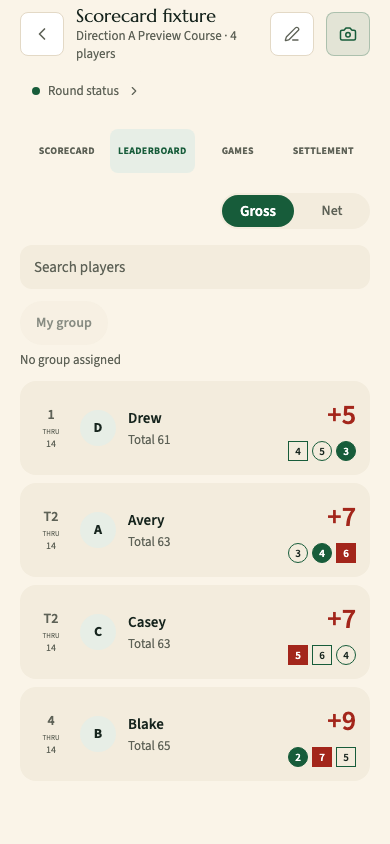 Scorecard fixture
Direction A Preview Course · 4
players
Round status
SCORECARD LEADERBOARD GAMES SETTLEMENT
Gross Net
Search players
My group
No group assigned
1
THRU
14
D
Drew
Total 61
+5
4 5 3
T2
THRU
14
A
Avery
Total 63
+7
3 4 6
T2
THRU
14
C
Casey
Total 63
+7
5 6 4
4
THRU
14
B
Blake
Total 65
+9
2 7 5